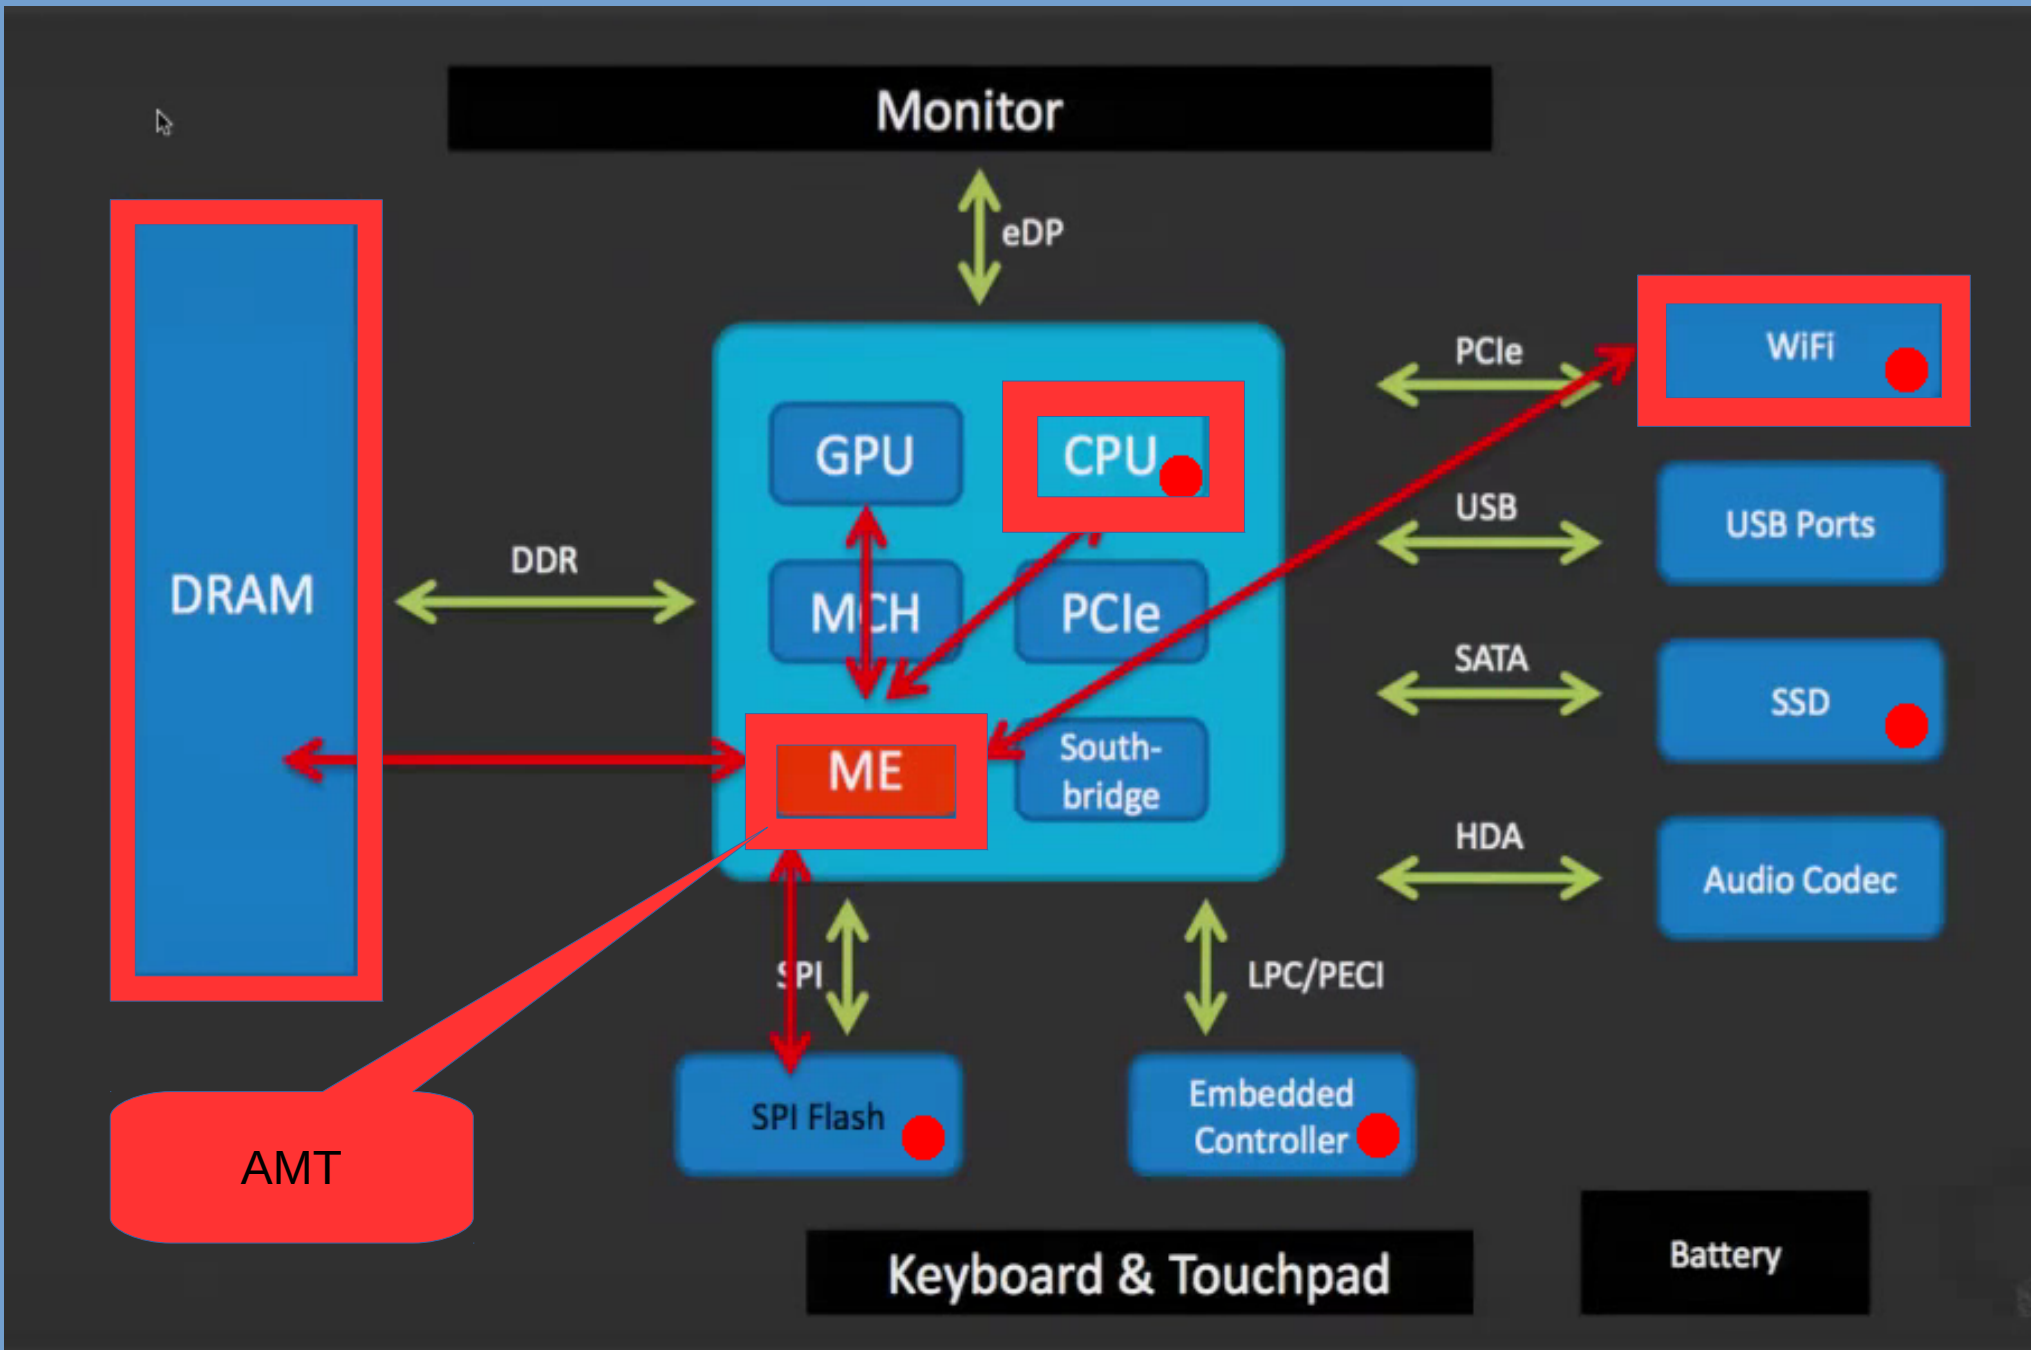 Monitor
eDP
PCIe
WiFi
GPU
CPU
USB
USB Ports
DDR
DRAM
MCH
PCIe
SATA
SSD
ME
South-
bridge
HDA
Audio Codec
SPI
LPC/PECI
SPI Flash
Embedded
Controller
AMT
Keyboard & Touchpad
Battery